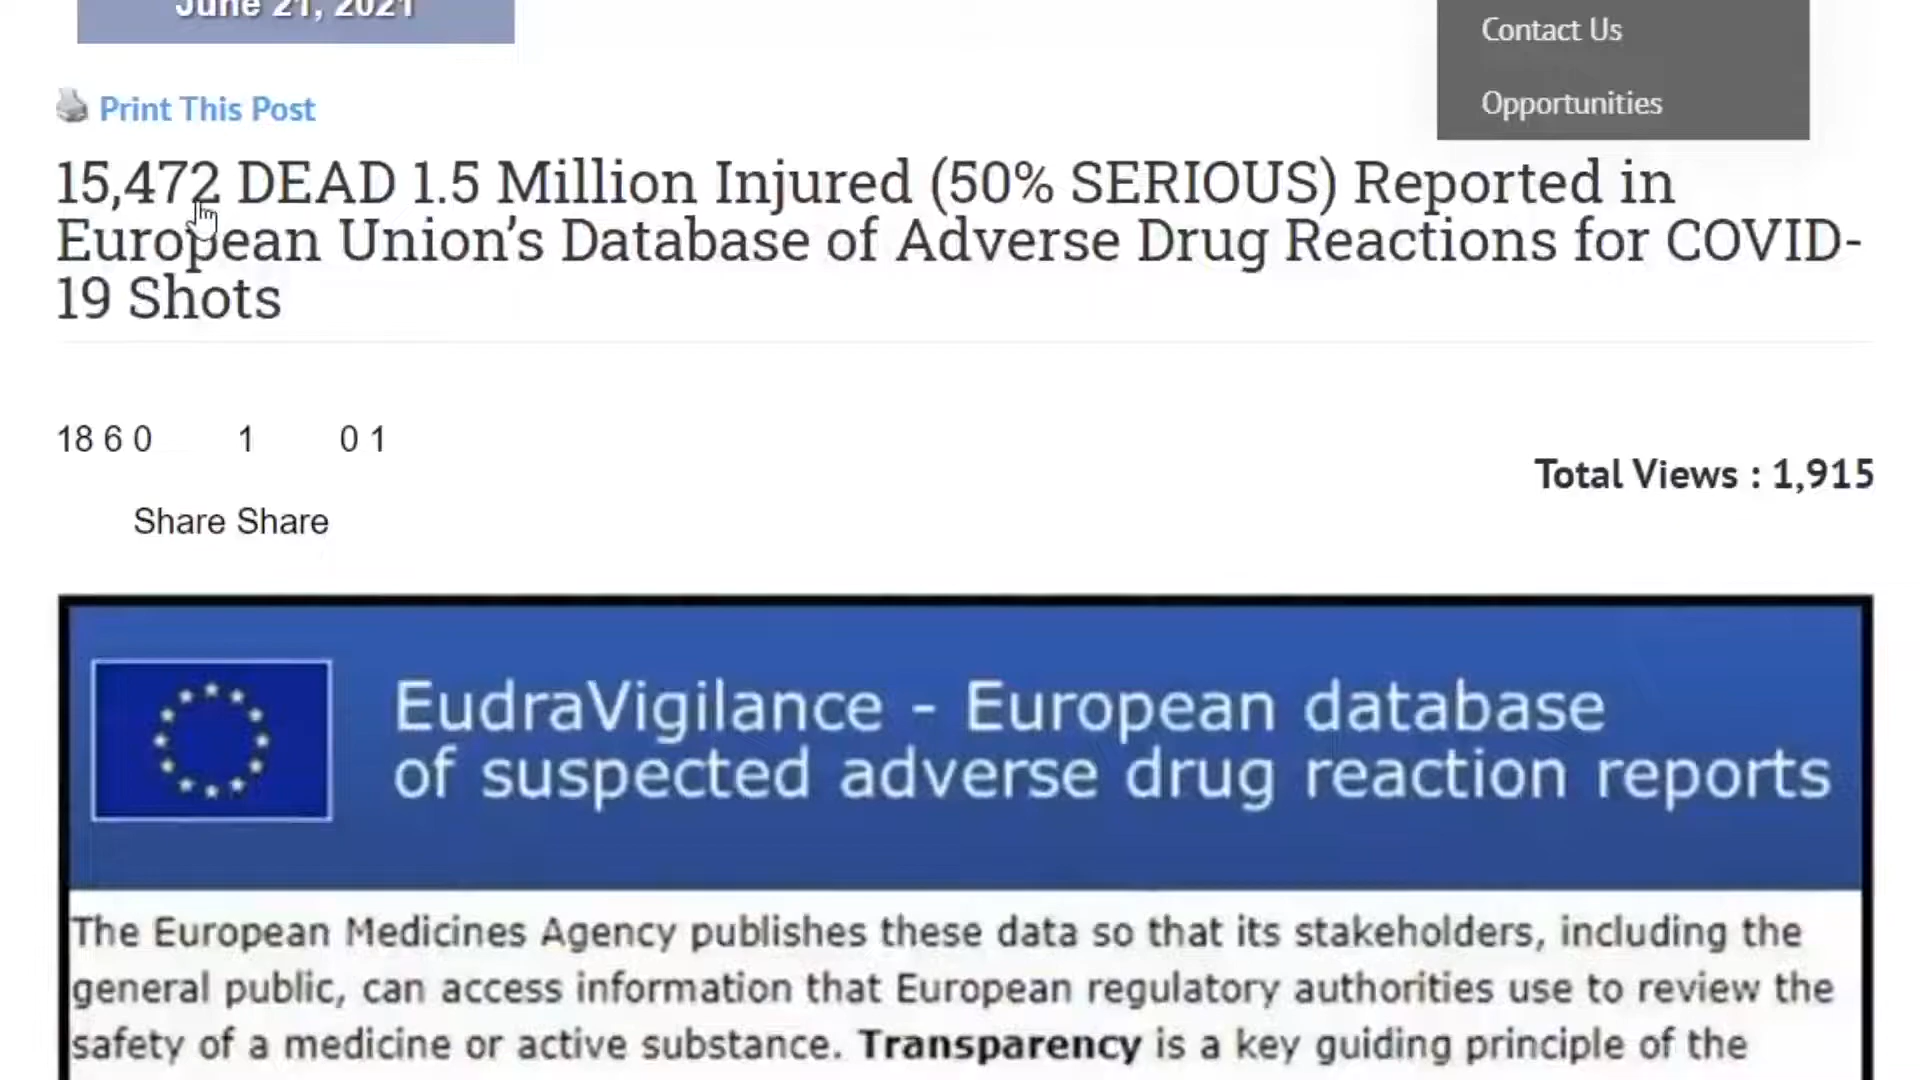 June 21, 2021
Contact Us
Opportunities
Print This Post
15,472 DEAD 1.5 Million Injured (50% SERIOUS) Reported in
European Union’s Database of Adverse Drug Reactions for COVID-
19 Shots
18 6 0 1 0 1
Total Views : 1,915
Share Share
EudraVigilance - European database
of suspected adverse drug reaction reports
The European Medicines Agency publishes these data so that its stakeholders, including the
general public, can access information that European regulatory authorities use to review the
safety of a medicine or active substance. Transparency is a key guiding principle of the